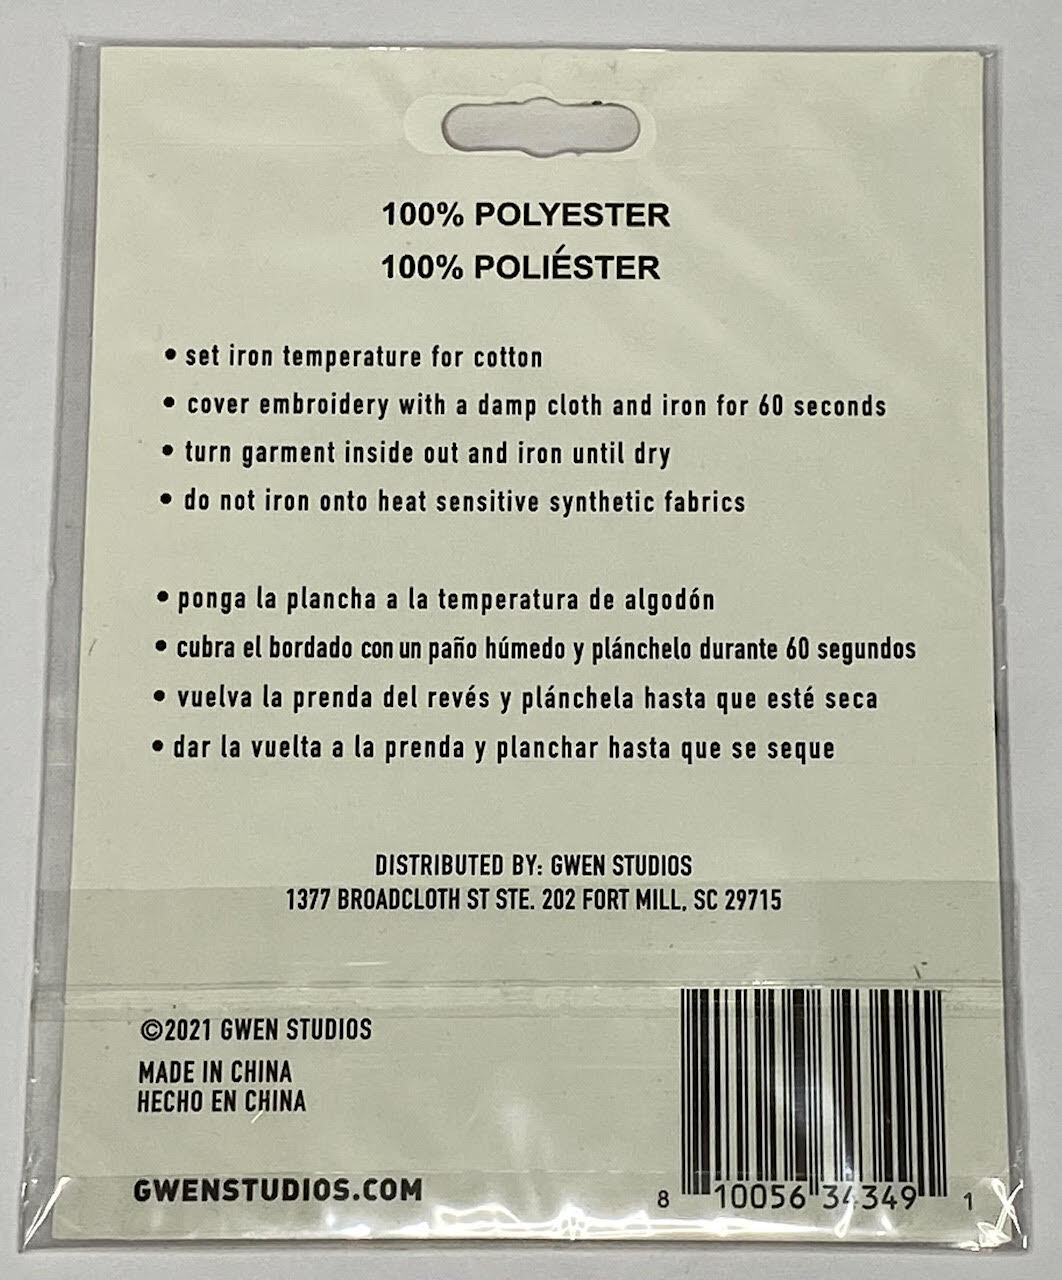 100% POLYESTER
100% POLIÉSTER
• set iron temperature for cotton
• cover embroidery with a damp cloth and iron for 60 seconds
• turn garment inside out and iron until dry
• do not iron onto heat sensitive synthetic fabrics
• ponga la plancha a la temperatura de algodón
• cubra el bordado con un paño húmedo y plánchelo durante 60 segundos
• vuelva la prenda del revés y plánchela hasta que esté seca
• dar la vuelta a la prenda y planchar hasta que se seque
DISTRIBUTED BY: GWEN STUDIOS
1377 BROADCLOTH ST STE. 202 FORT MILL, SC 29715
©2021 GWEN STUDIOS
MADE IN CHINA
HECHO EN CHINA
GWENSTUDIOS.COM
8 10056 34349 1